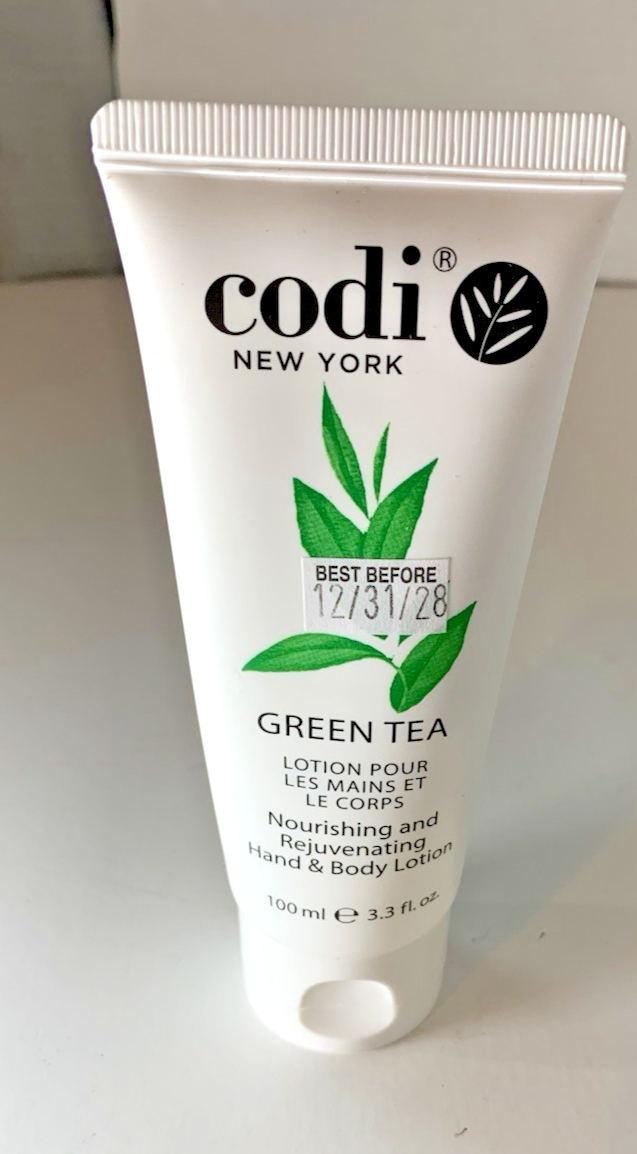 codi®
NEW YORK
BEST BEFORE
12/31/28
GREEN TEA
LOTION POUR
LES MAINS ET
LE CORPS
Nourishing and
Rejuvenating
Hand & Body Lotion
100 ml ℮ 3.3 fl. oz.